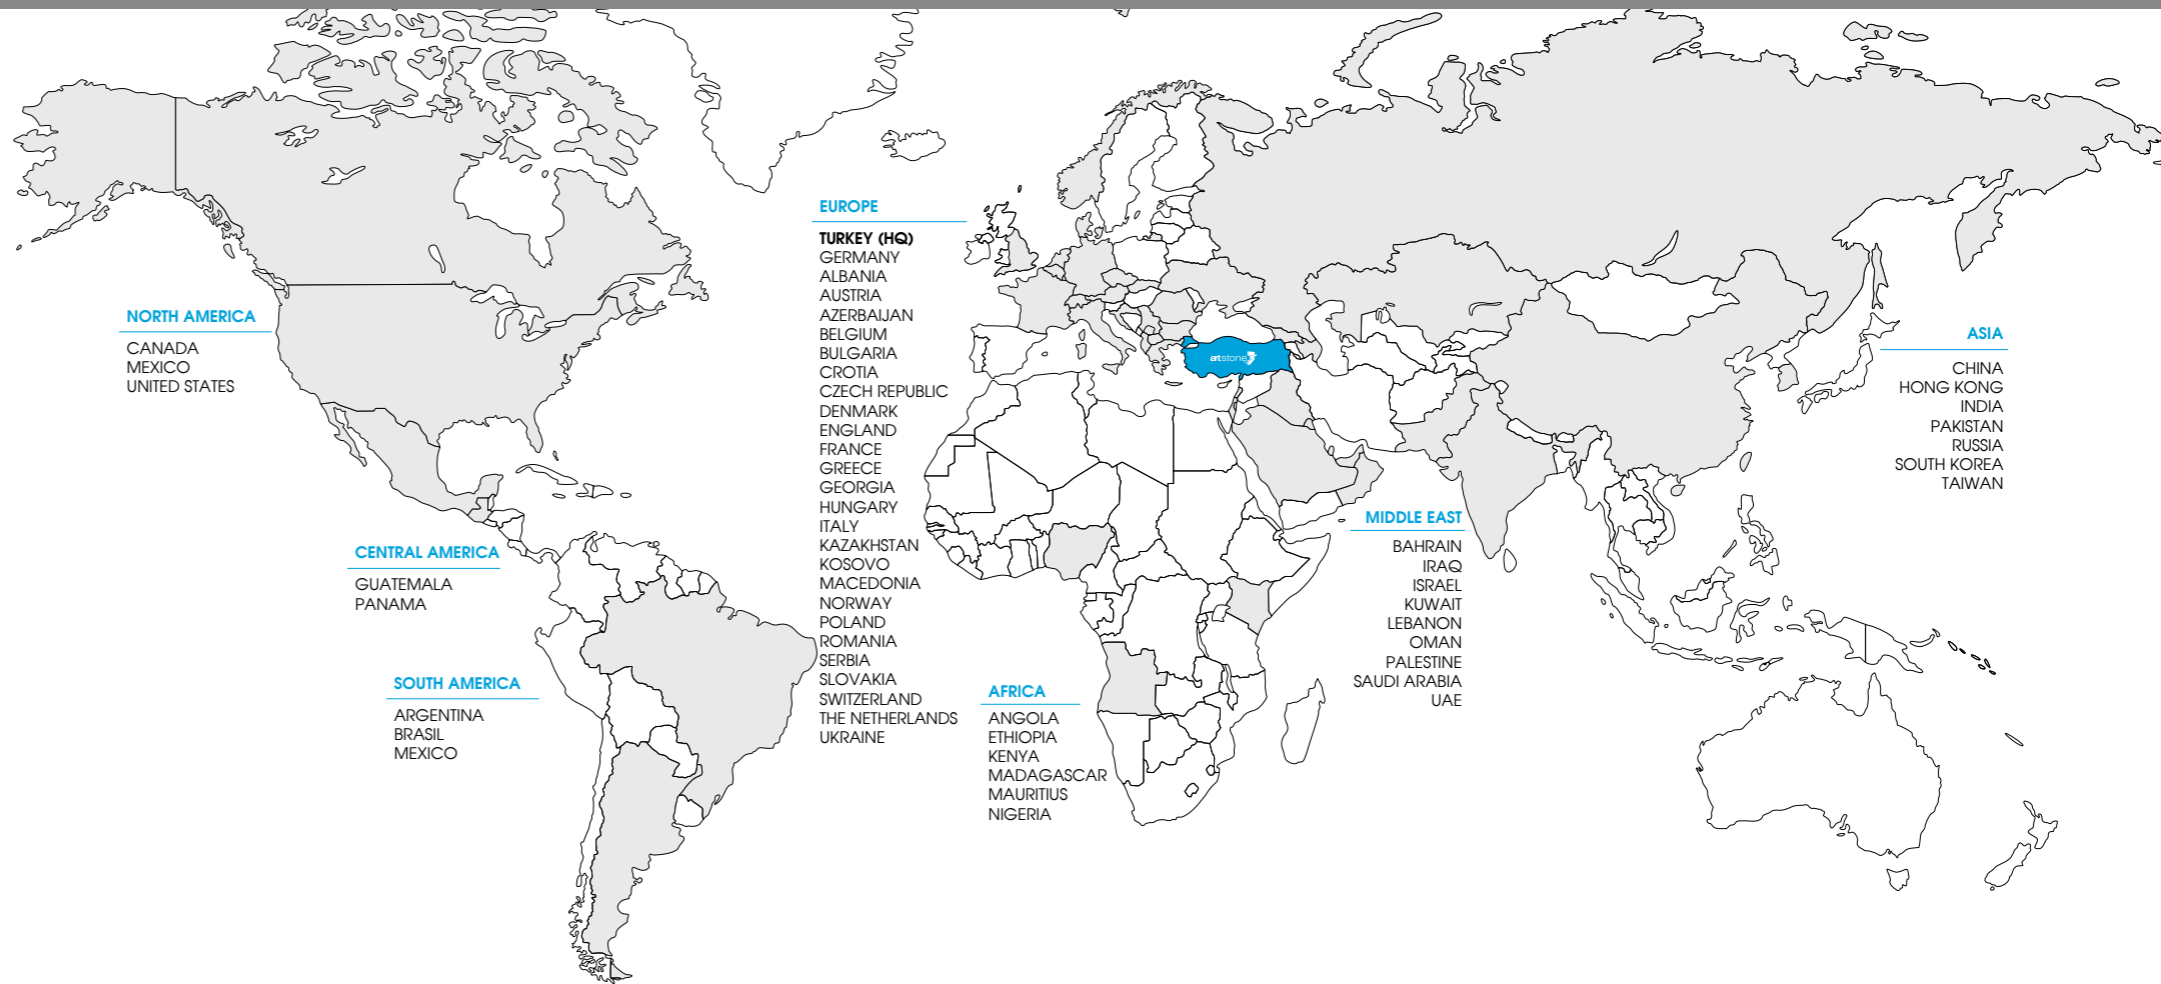 NORTH AMERICA
CANADA
MEXICO
UNITED STATES
CENTRAL AMERICA
GUATEMALA
PANAMA
SOUTH AMERICA
ARGENTINA
BRASIL
MEXICO
EUROPE
TURKEY (HQ)
GERMANY
ALBANIA
AUSTRIA
AZERBAIJAN
BELGIUM
BULGARIA
CROTIA
CZECH REPUBLIC
DENMARK
ENGLAND
FRANCE
GREECE
GEORGIA
HUNGARY
ITALY
KAZAKHSTAN
KOSOVO
MACEDONIA
NORWAY
POLAND
ROMANIA
SERBIA
SLOVAKIA
SWITZERLAND
THE NETHERLANDS
UKRAINE
artstone
AFRICA
ANGOLA
ETHIOPIA
KENYA
MADAGASCAR
MAURITIUS
NIGERIA
MIDDLE EAST
BAHRAIN
IRAQ
ISRAEL
KUWAIT
LEBANON
OMAN
PALESTINE
SAUDI ARABIA
UAE
ASIA
CHINA
HONG KONG
INDIA
PAKISTAN
RUSSIA
SOUTH KOREA
TAIWAN